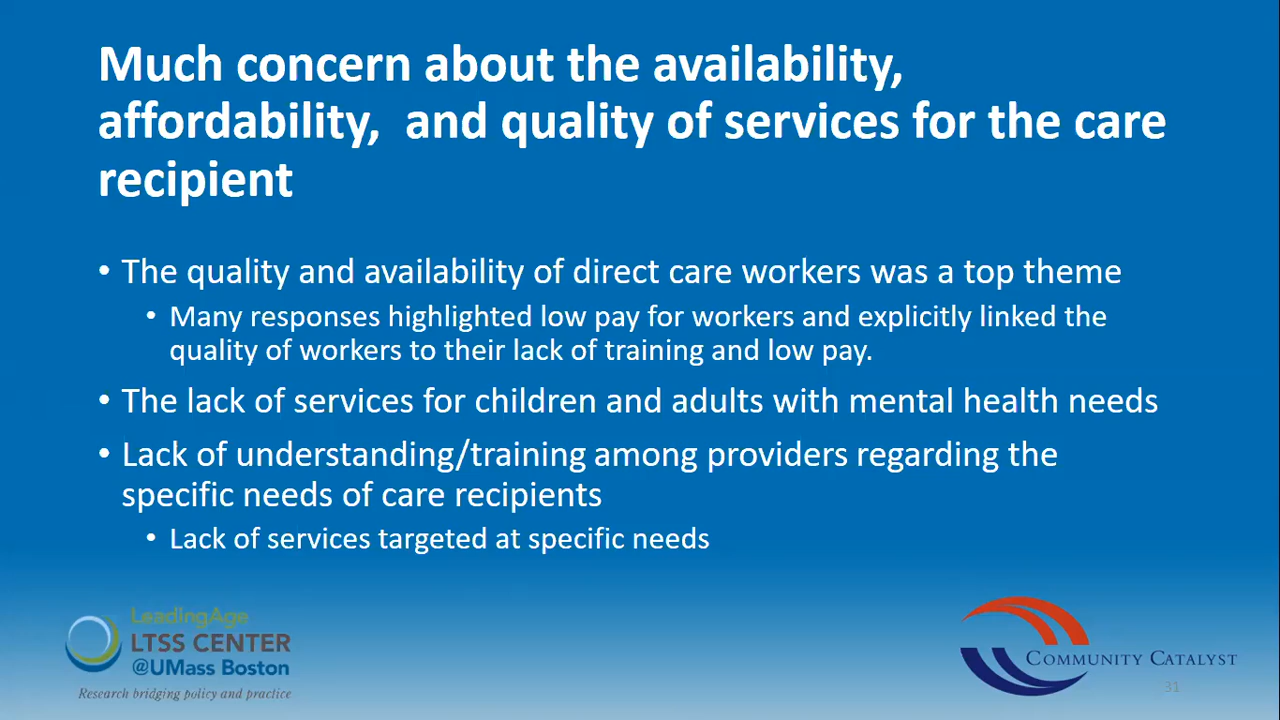 Much concern about the availability,
affordability,  and quality of services for the care
recipient
• The quality and availability of direct care workers was a top theme
• Many responses highlighted low pay for workers and explicitly linked the
quality of workers to their lack of training and low pay.
• The lack of services for children and adults with mental health needs
• Lack of understanding/training among providers regarding the
specific needs of care recipients
• Lack of services targeted at specific needs
LeadingAge
LTSS CENTER
@UMass Boston
Research bridging policy and practice
COMMUNITY CATALYST
31